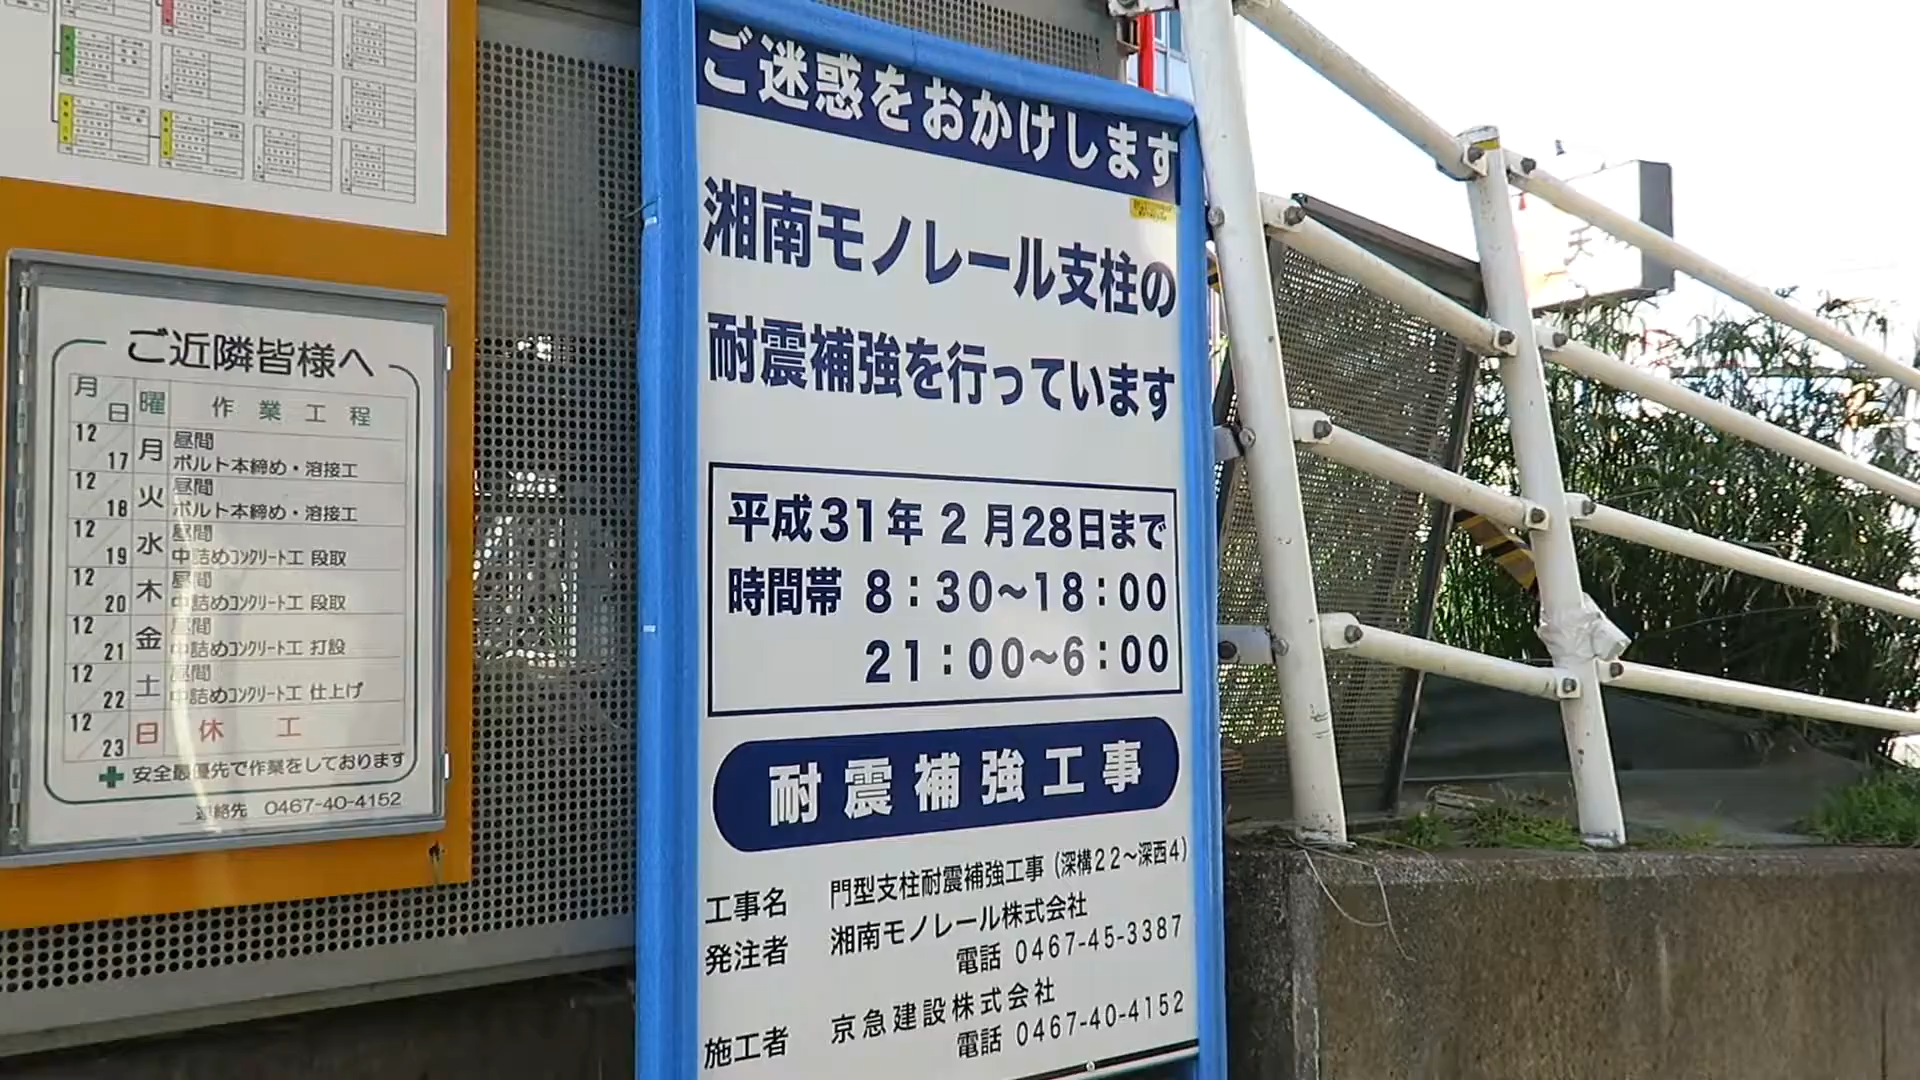 ご近隣皆様へ
月/日 曜 作業工程
12/17 月 昼間 ボルト本締め・溶接工
12/18 火 昼間 ボルト本締め・溶接工
12/19 水 昼間 中詰めコンクリート工 段取
12/20 木 昼間 中詰めコンクリート工 段取
12/21 金 昼間 中詰めコンクリート工 打設
12/22 土 昼間 中詰めコンクリート工 仕上げ
12/23 日 休工
安全最優先で作業をしております
連絡先 0467-40-4152
ご迷惑をおかけします
湘南モノレール支柱の
耐震補強を行っています
平成31年2月28日まで
時間帯 8:30〜18:00
21:00〜6:00
耐震補強工事
工事名 門型支柱耐震補強工事(深構22〜深西4)
発注者 湘南モノレール株式会社
電話 0467-45-3387
施工者 京急建設株式会社
電話 0467-40-4152
天